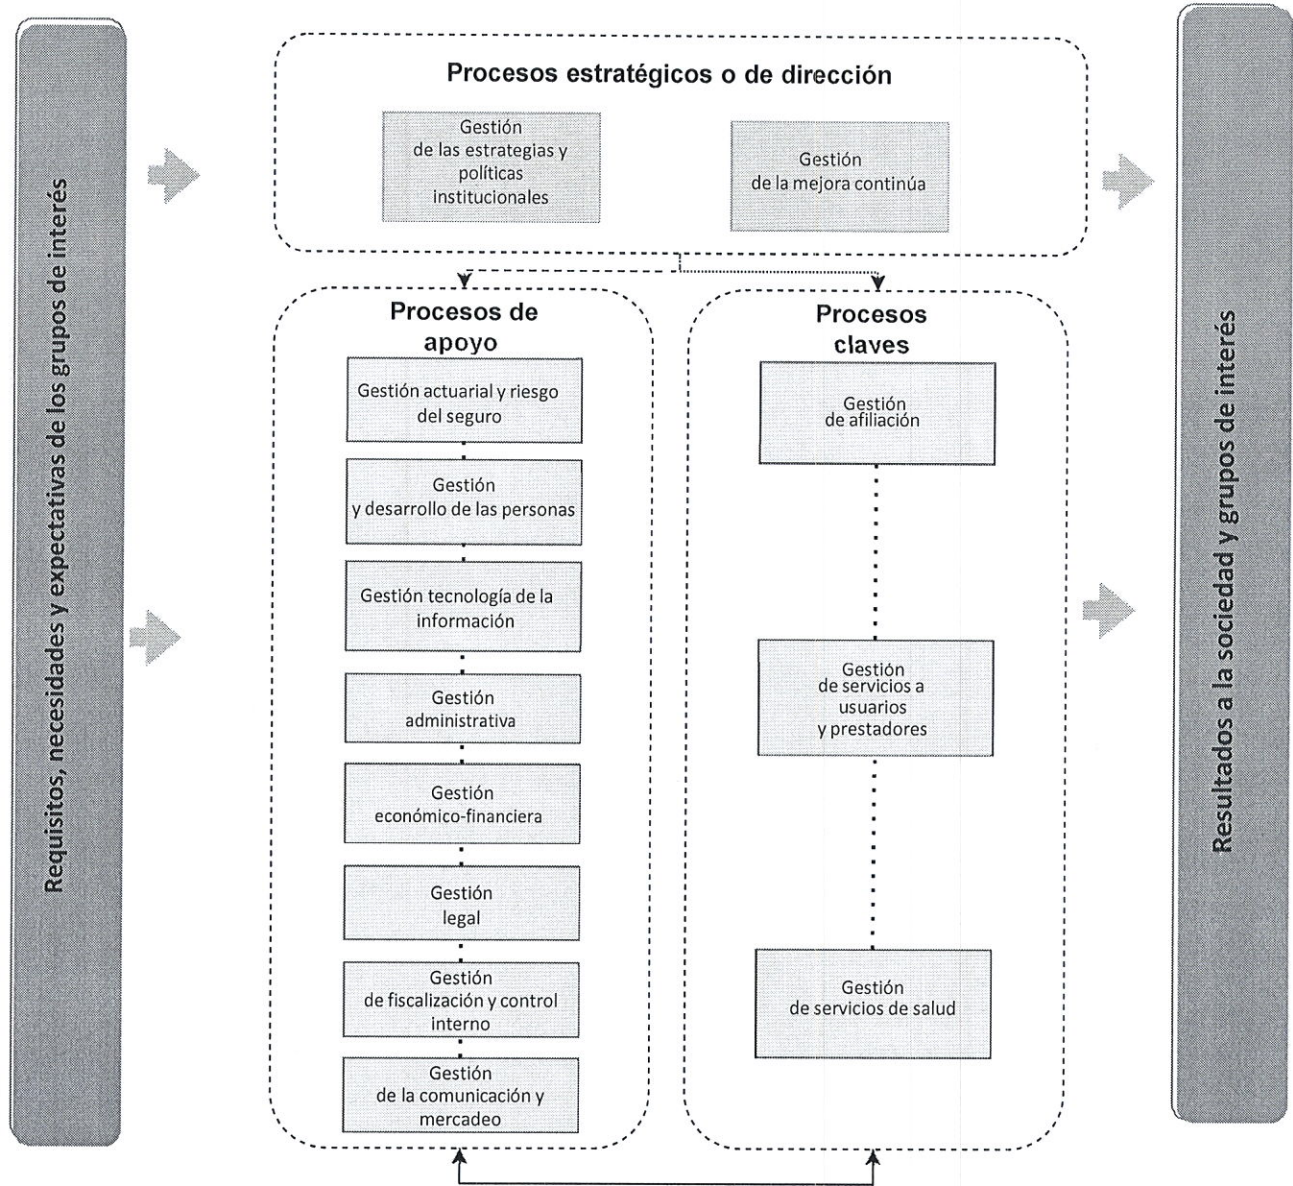 Requisitos, necesidades y expectativas de los grupos de interés
Procesos estratégicos o de dirección
Gestión
de las estrategias y
políticas
institucionales
Gestión
de la mejora continúa
Procesos de
apoyo
Gestión actuarial y riesgo
del seguro
Gestión
y desarrollo de las personas
Gestión tecnología de la
información
Gestión
administrativa
Gestión
económico-financiera
Gestión
legal
Gestión
de fiscalización y control
interno
Gestión
de la comunicación y
mercadeo
Procesos
claves
Gestión
de afiliación
Gestión
de servicios a
usuarios
y prestadores
Gestión
de servicios de salud
Resultados a la sociedad y grupos de interés